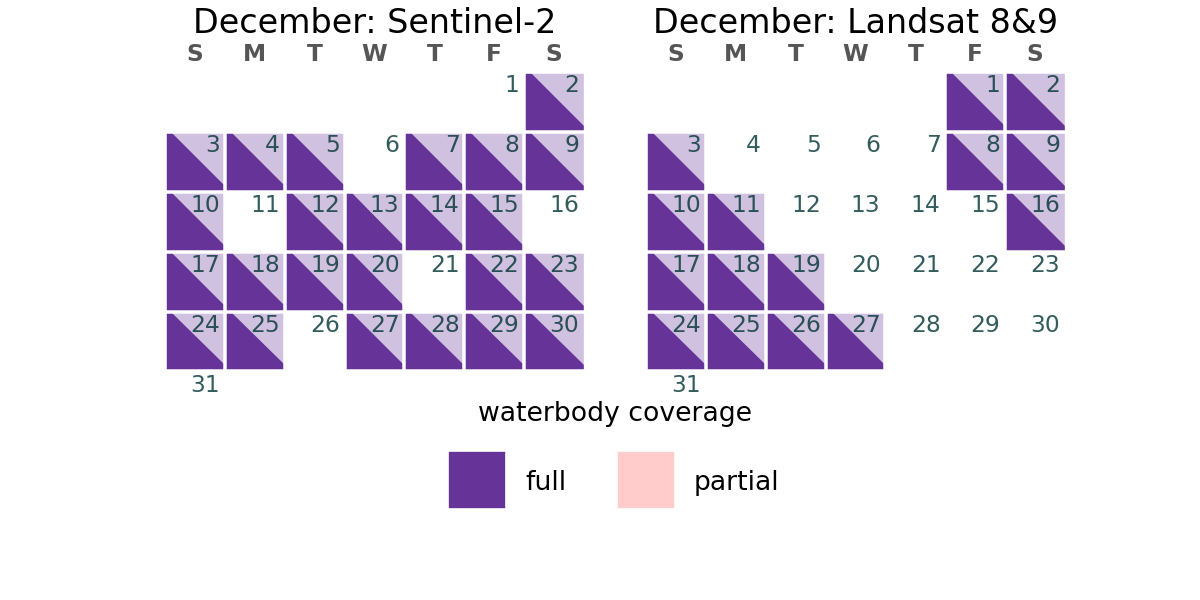 December: Sentinel-2
S M T W T F S
1 2
3 4 5 6 7 8 9
10 11 12 13 14 15 16
17 18 19 20 21 22 23
24 25 26 27 28 29 30
31
December: Landsat 8&9
S M T W T F S
1 2
3 4 5 6 7 8 9
10 11 12 13 14 15 16
17 18 19 20 21 22 23
24 25 26 27 28 29 30
31
waterbody coverage
full partial